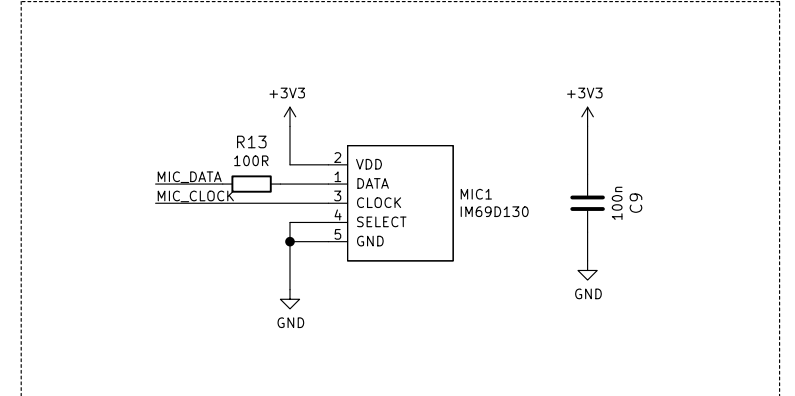 +3V3
+3V3
R13
100R
MIC_DATA
MIC_CLOCK
2 VDD
1 DATA
3 CLOCK
4 SELECT
5 GND
MIC1
IM69D130
100n
C9
GND
GND